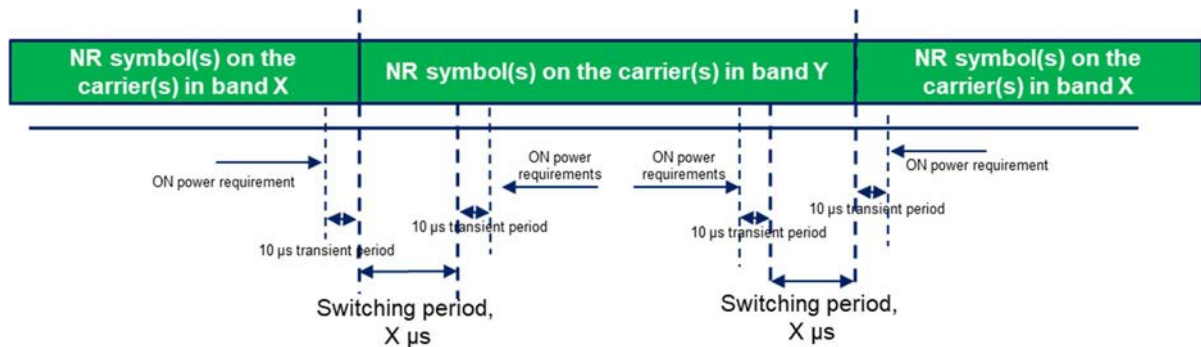 NR symbol(s) on the
carrier(s) in band X
NR symbol(s) on the carrier(s) in band Y
NR symbol(s) on the
carrier(s) in band X
ON power requirement
10 µs transient period
Switching period,
X µs
ON power
requirements
10 µs transient period
ON power
requirements
10 µs transient period
Switching period,
X µs
ON power requirement
10 µs transient period